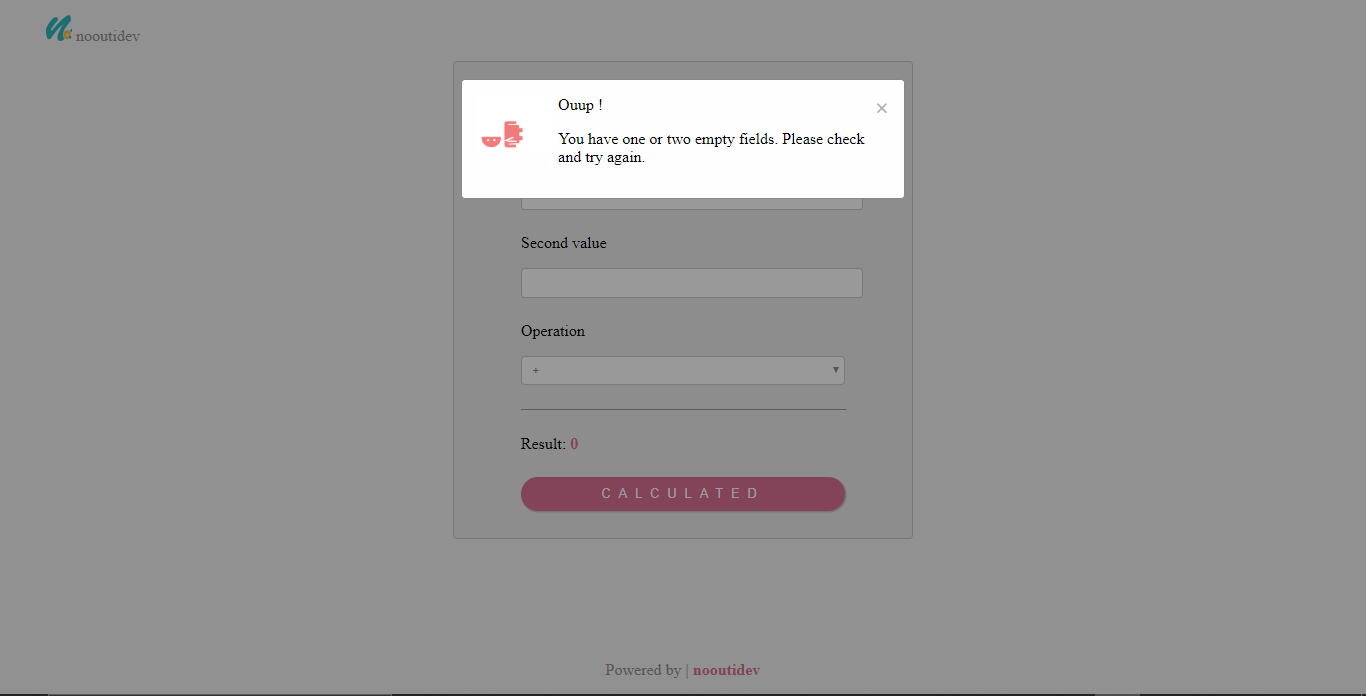 nooutidev
Ouup !
×
You have one or two empty fields. Please check
and try again.
Second value
Operation
+
Result: 0
CALCULATED
Powered by | nooutidev